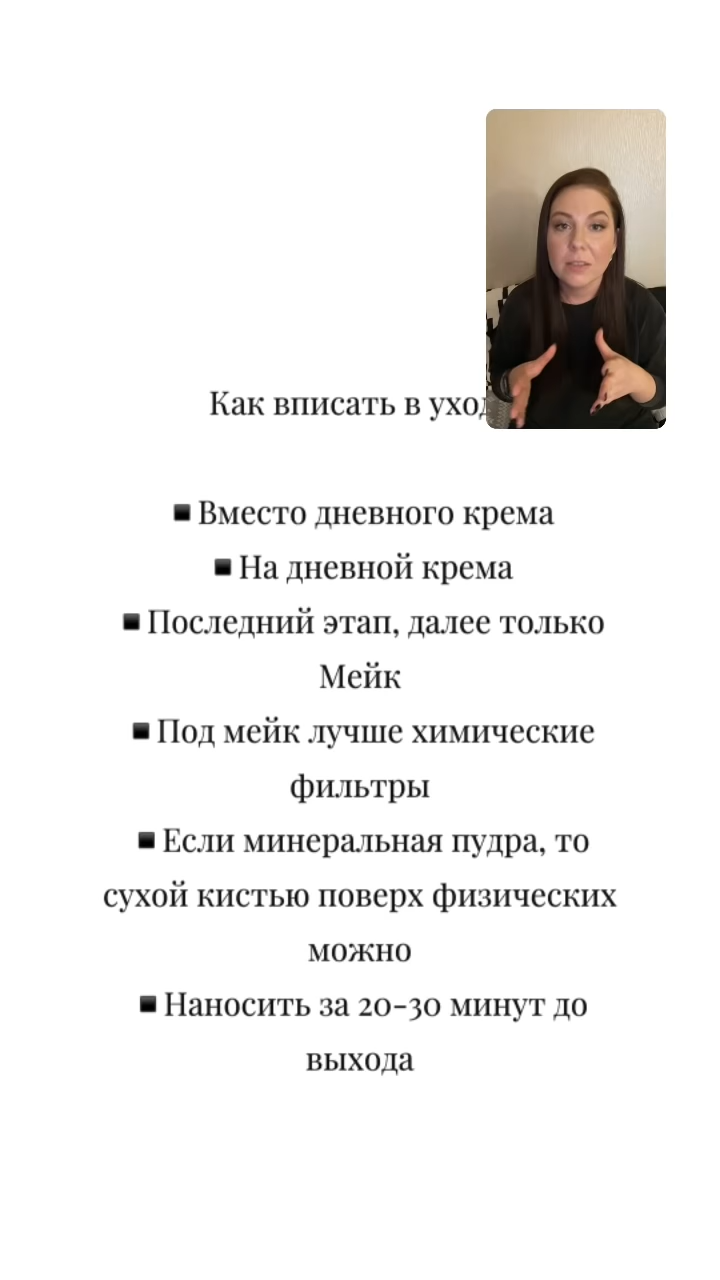 Как вписать в уход
▪Вместо дневного крема
▪На дневной крема
▪Последний этап, далее только
Мейк
▪Под мейк лучше химические
фильтры
▪Если минеральная пудра, то
сухой кистью поверх физических
можно
▪Наносить за 20-30 минут до
выхода